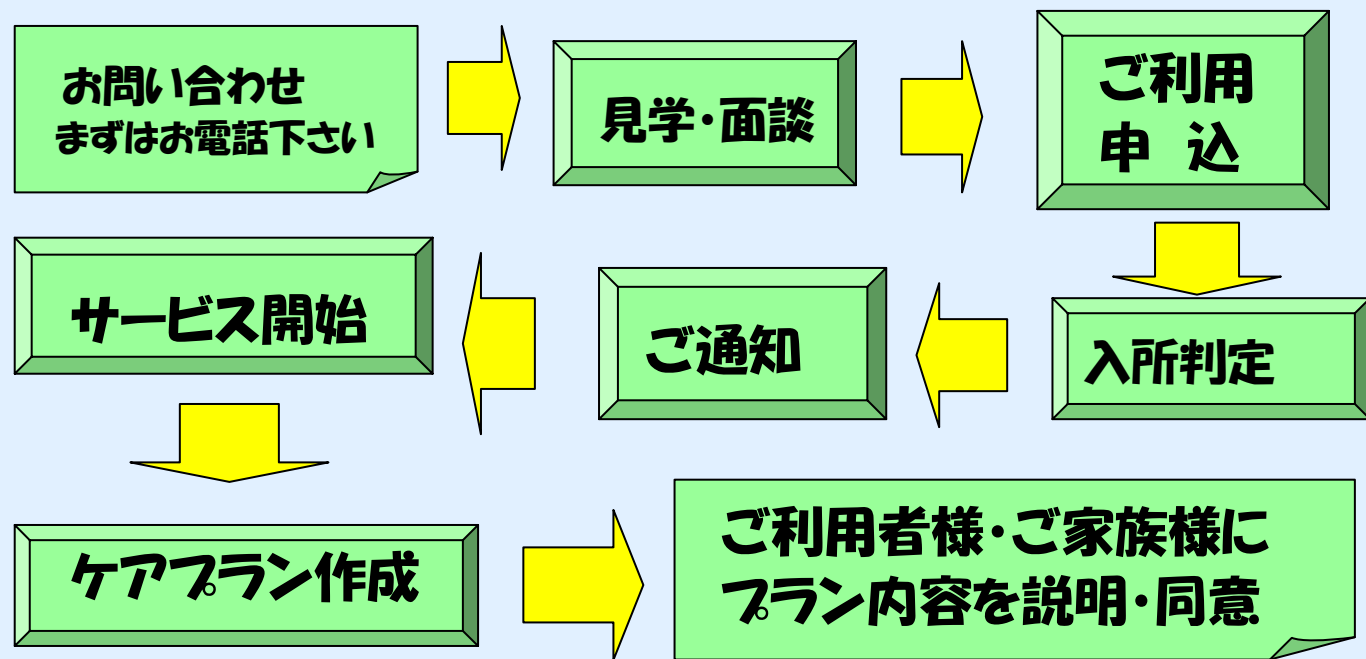 お問い合わせ
まずはお電話下さい
見学・面談
ご利用
申 込
入所判定
ご通知
サービス開始
ケアプラン作成
ご利用者様・ご家族様に
プラン内容を説明・同意